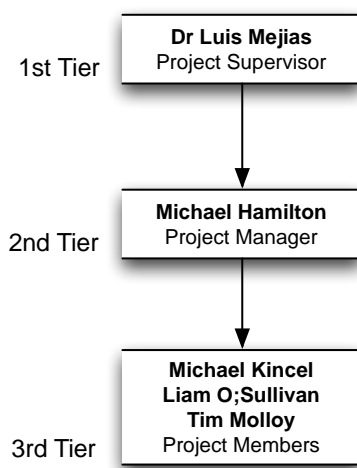 Dr Luis Mejias
Project Supervisor
1st Tier
Michael Hamilton
Project Manager
2nd Tier
Michael Kincel
Liam O;Sullivan
Tim Molloy
Project Members
3rd Tier